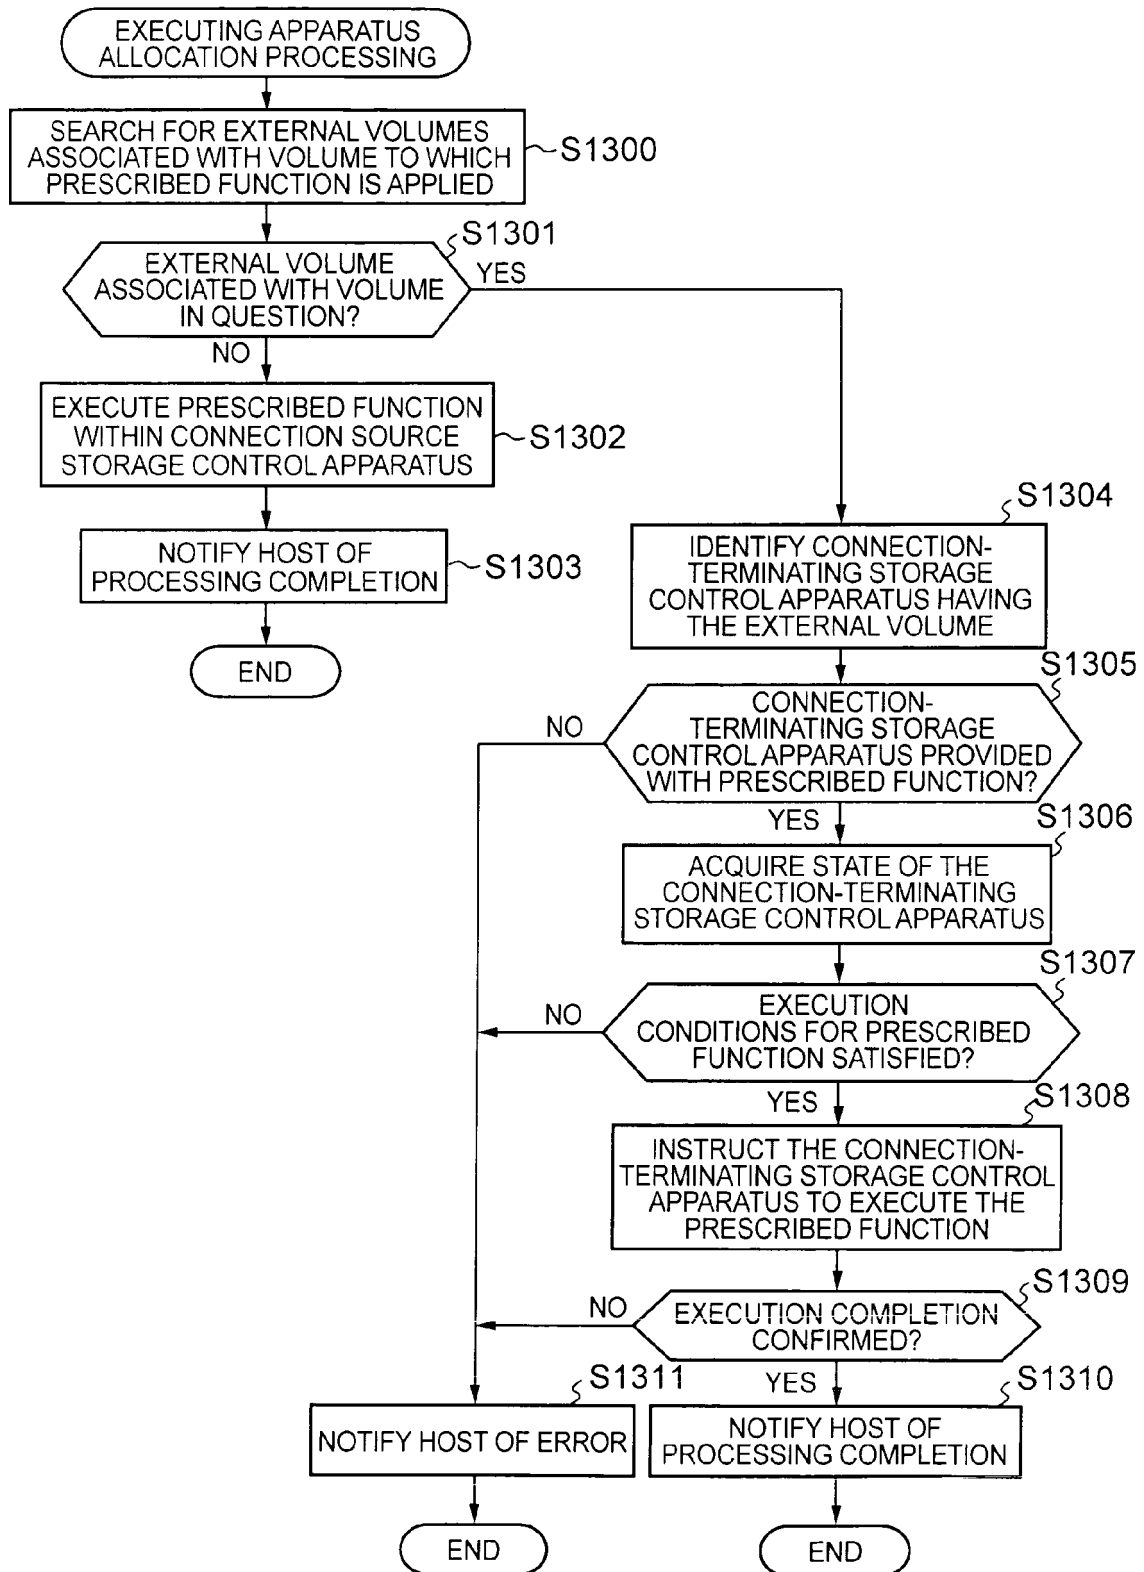 EXECUTING APPARATUS
ALLOCATION PROCESSING
SEARCH FOR EXTERNAL VOLUMES
ASSOCIATED WITH VOLUME TO WHICH
PRESCRIBED FUNCTION IS APPLIED
S1300
S1301
EXTERNAL VOLUME
ASSOCIATED WITH VOLUME
IN QUESTION?
YES
NO
EXECUTE PRESCRIBED FUNCTION
WITHIN CONNECTION SOURCE
STORAGE CONTROL APPARATUS
S1302
NOTIFY HOST OF
PROCESSING COMPLETION
S1303
END
S1304
IDENTIFY CONNECTION-
TERMINATING STORAGE
CONTROL APPARATUS HAVING
THE EXTERNAL VOLUME
S1305
CONNECTION-
TERMINATING STORAGE
CONTROL APPARATUS PROVIDED
WITH PRESCRIBED FUNCTION?
NO
YES
S1306
ACQUIRE STATE OF THE
CONNECTION-TERMINATING
STORAGE CONTROL APPARATUS
S1307
EXECUTION
CONDITIONS FOR PRESCRIBED
FUNCTION SATISFIED?
NO
YES
S1308
INSTRUCT THE CONNECTION-
TERMINATING STORAGE CONTROL
APPARATUS TO EXECUTE THE
PRESCRIBED FUNCTION
S1309
EXECUTION COMPLETION
CONFIRMED?
NO
YES
S1311
NOTIFY HOST OF ERROR
END
S1310
NOTIFY HOST OF
PROCESSING COMPLETION
END